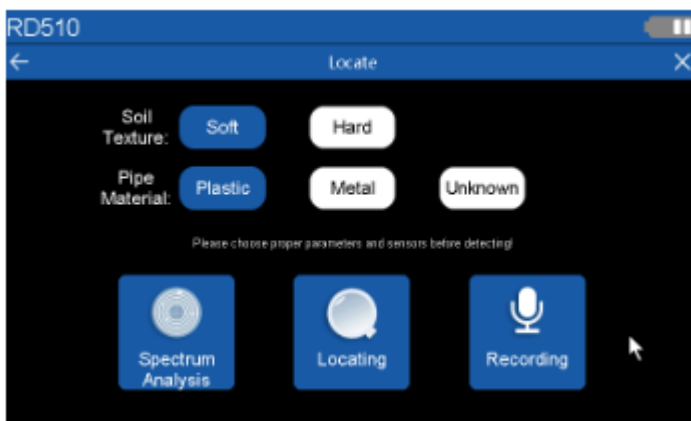 RD510
Locate
Soil
Texture:
Soft
Hard
Pipe
Material:
Plastic
Metal
Unknown
Please choose proper parameters and sensors before detecting!
Spectrum
Analysis
Locating
Recording